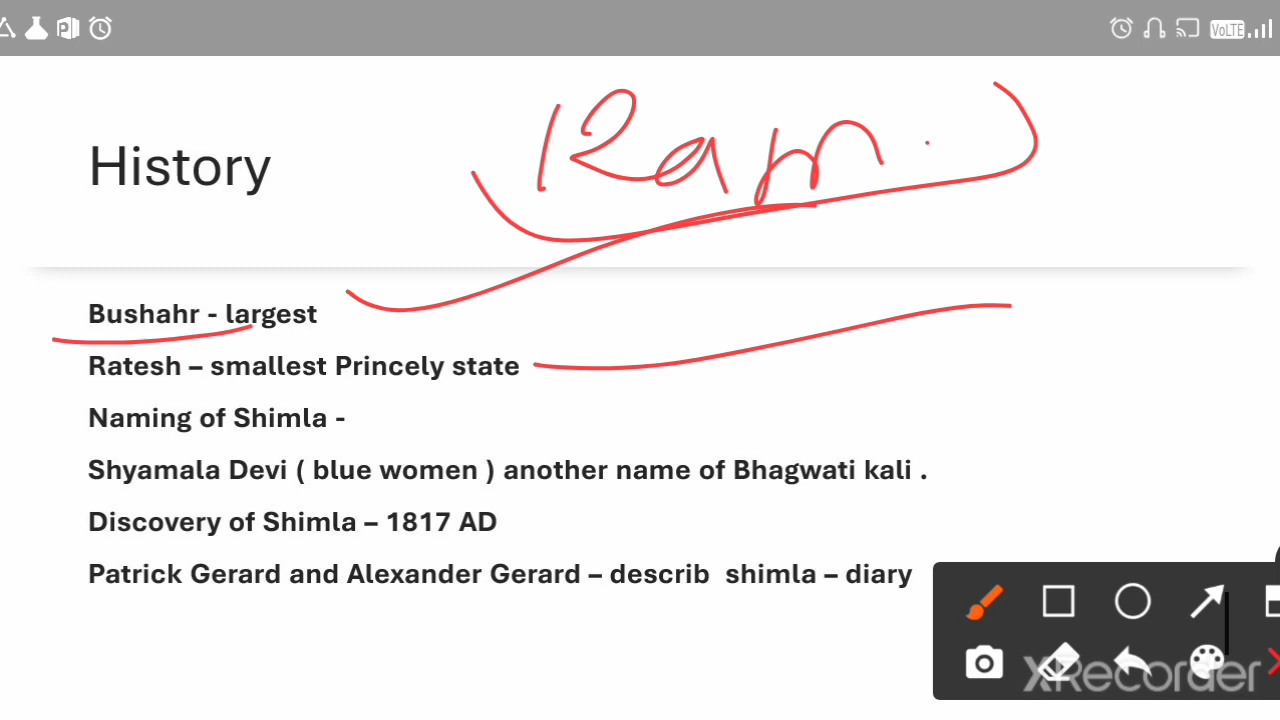 VoLTE
Ram
History
Bushahr - largest
Ratesh – smallest Princely state
Naming of Shimla -
Shyamala Devi ( blue women ) another name of Bhagwati kali .
Discovery of Shimla – 1817 AD
Patrick Gerard and Alexander Gerard – describ shimla – diary
XRecorder